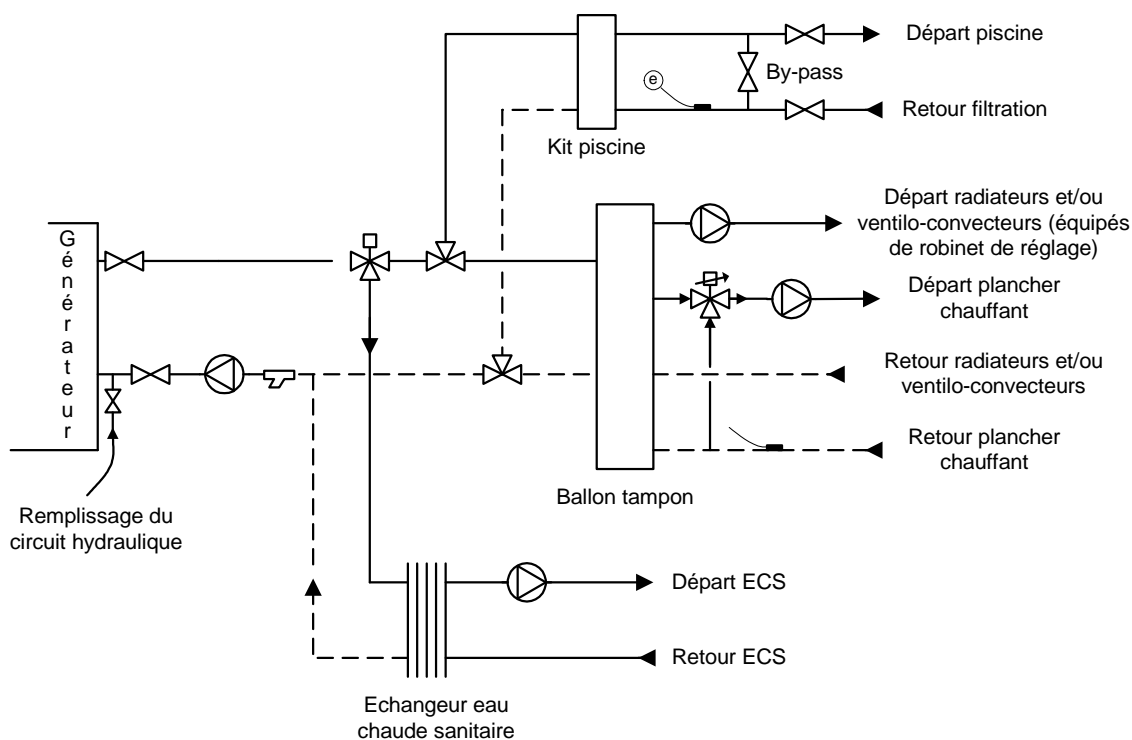 Départ piscine
By-pass
e
Retour filtration
Kit piscine
Départ radiateurs et/ou
ventilo-convecteurs (équipés
de robinet de réglage)
Générateur
Départ plancher
chauffant
Retour radiateurs et/ou
ventilo-convecteurs
Retour plancher
chauffant
Ballon tampon
Remplissage du
circuit hydraulique
Départ ECS
Retour ECS
Echangeur eau
chaude sanitaire